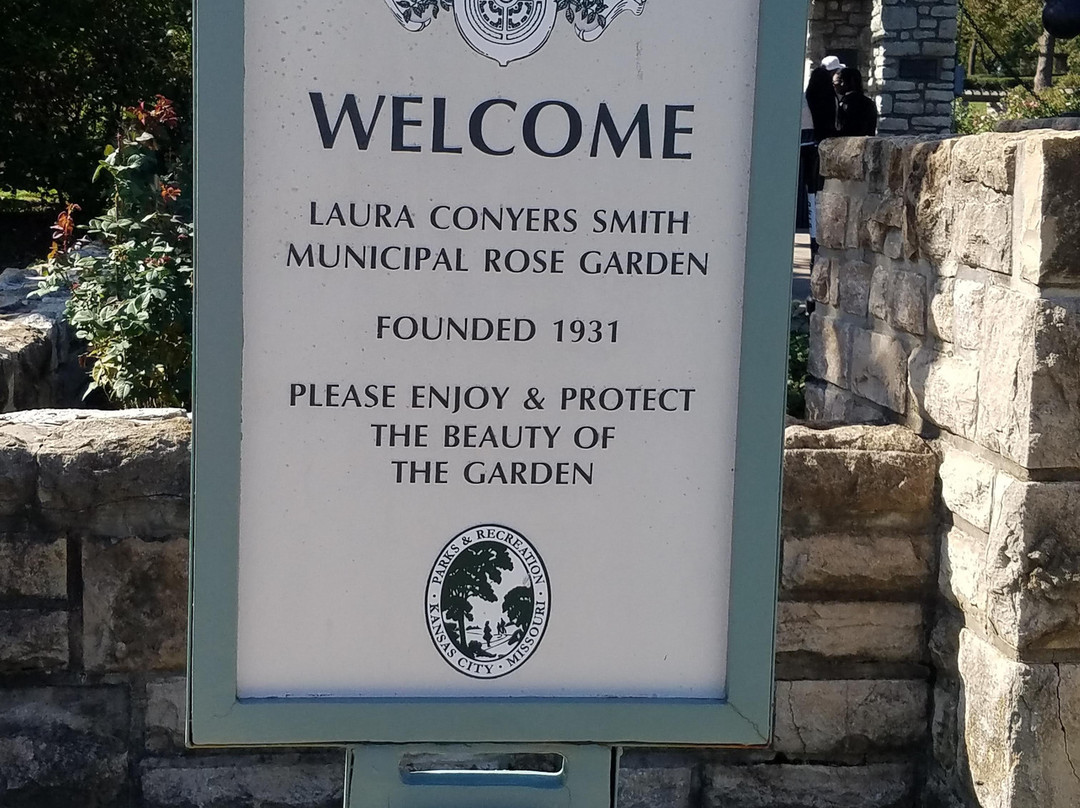 WELCOME
LAURA CONYERS SMITH
MUNICIPAL ROSE GARDEN
FOUNDED 1931
PLEASE ENJOY & PROTECT
THE BEAUTY OF
THE GARDEN
PARKS & RECREATION
KANSAS CITY · MISSOURI